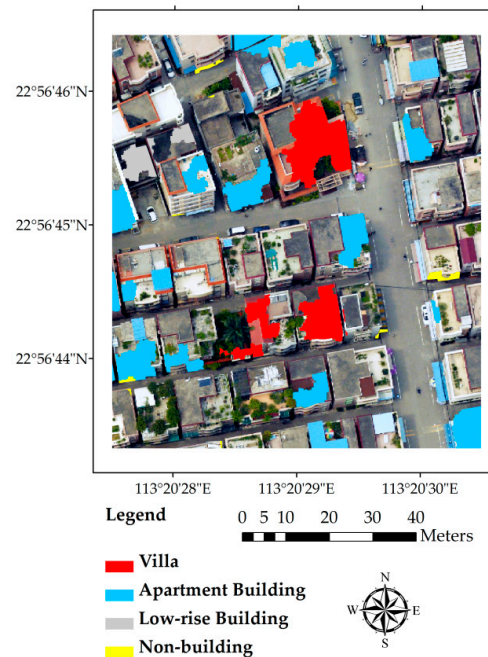 22°56'46"N
22°56'45"N
22°56'44"N
113°20'28"E 113°20'29"E 113°20'30"E
Legend
0 5 10 20 30 40
Meters
Villa
Apartment Building
Low-rise Building
Non-building
N
W E
S